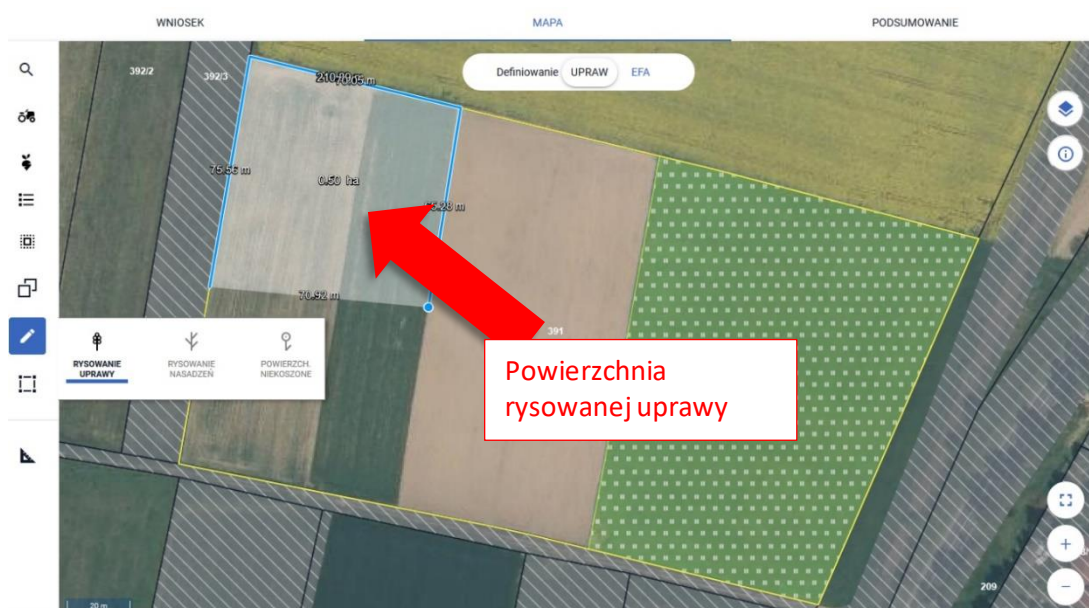 WNIOSEK
MAPA
PODSUMOWANIE
Definiowanie UPRAW EFA
392/2
392/3
75.56 m
0.50 ha
70.92 m
391
RYSOWANIE
UPRAWY
RYSOWANIE
NASADZEŃ
POWIERZCH.
NIEKOSZONE
Powierzchnia
rysowanej uprawy
209
20 m